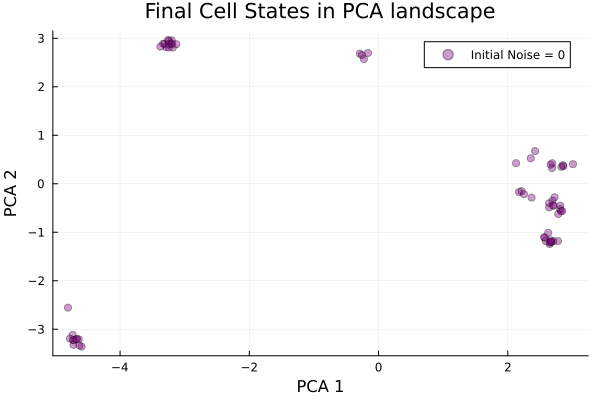 Final Cell States in PCA landscape
Initial Noise = 0
3
2
1
0
−1
−2
−3
PCA 2
−4
−2
0
2
PCA 1